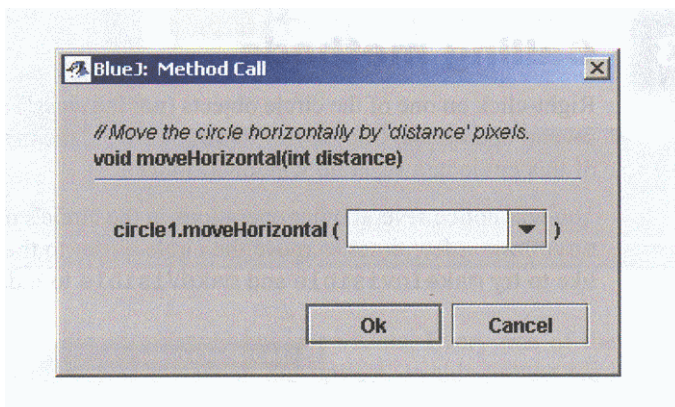 BlueJ: Method Call
// Move the circle horizontally by 'distance' pixels.
void moveHorizontal(int distance)
circle1.moveHorizontal ( )
Ok Cancel